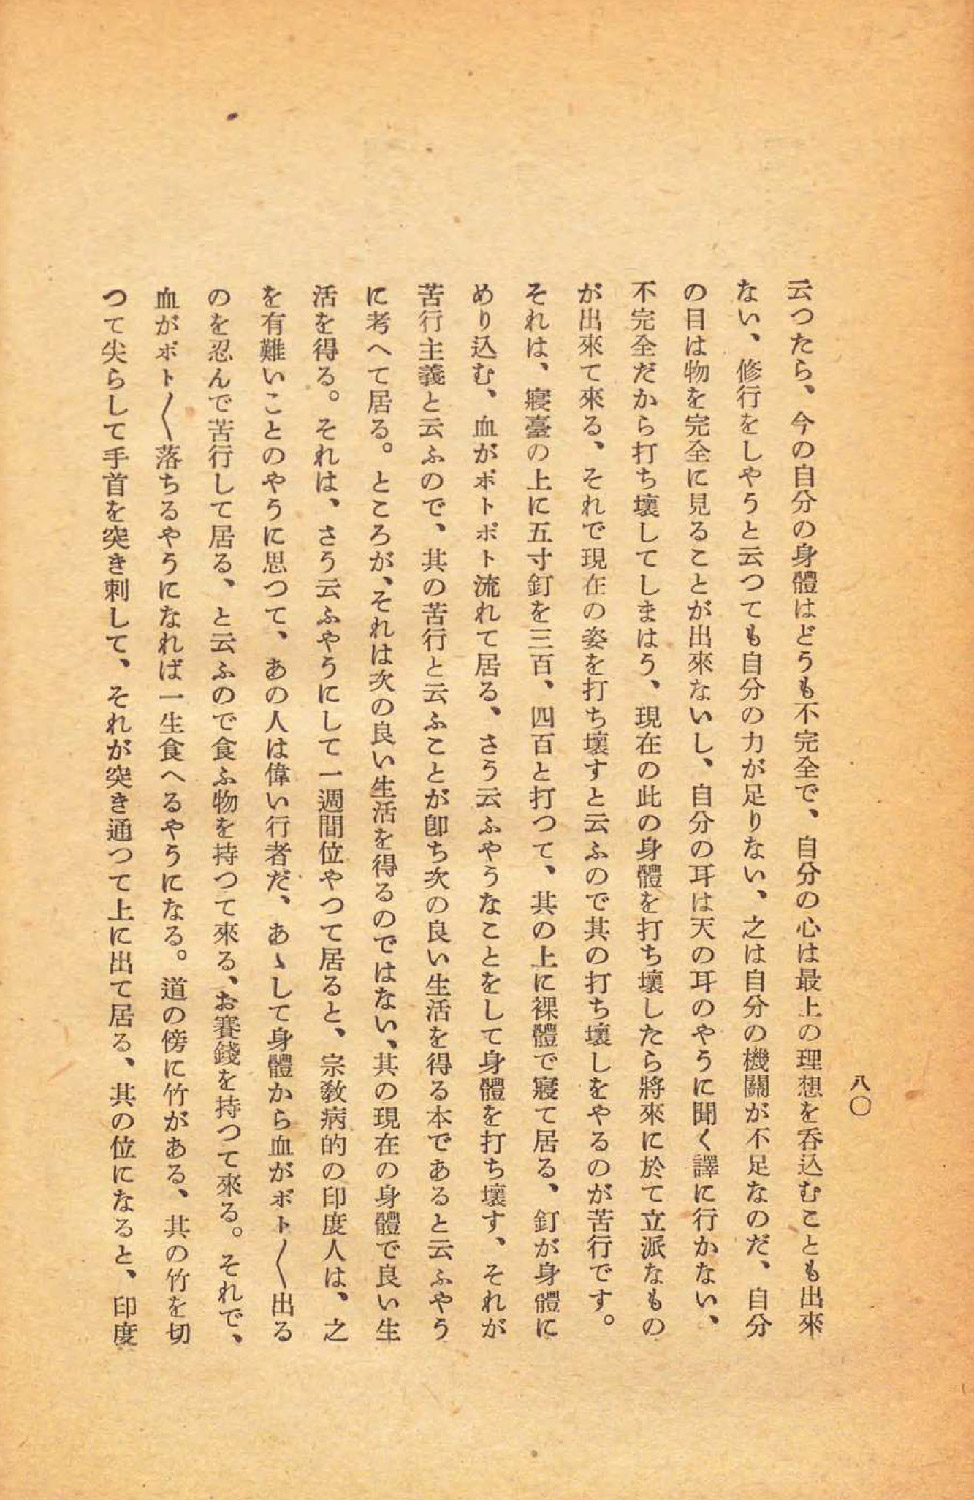 八〇
云つたら、今の自分の身體はどうも不完全で、自分の心は最上の理想を呑込むことも出來
ない、修行をしやうと云つても自分の力が足りない、之は自分の機關が不足なのだ、自分
の目は物を完全に見ることが出來ないし、自分の耳は天の耳のやうに聞く譯に行かない、
不完全だから打ち壞してしまはう、現在の此の身體を打ち壞したら將來に於て立派なもの
が出來て來る、それで現在の姿を打ち壞すと云ふので其の打ち壞しをやるのが苦行です。
それは、寢臺の上に五寸釘を三百、四百と打つて、其の上に裸體で寢て居る、釘が身體に
めり込む、血がポトポト流れて居る、さう云ふやうなことをして身體を打ち壞す、それが
苦行主義と云ふので、其の苦行と云ふことが卽ち次の良い生活を得る本であると云ふやう
に考へて居る。ところが、それは次の良い生活を得るのではない、其の現在の身體で良い生
活を得る。それは、さう云ふやうにして一週間位やつて居ると、宗敎病的の印度人は、之
を有難いことのやうに思つて、あの人は偉い行者だ、あゝして身體から血がポト〳〵出る
のを忍んで苦行して居る、と云ふので食ふ物を持つて來る、お賽錢を持つて來る。それで、
血がポト〳〵落ちるやうになれば一生食へるやうになる。道の傍に竹がある、其の竹を切
つて尖らして手首を突き刺して、それが突き通つて上に出て居る、其の位になると、印度